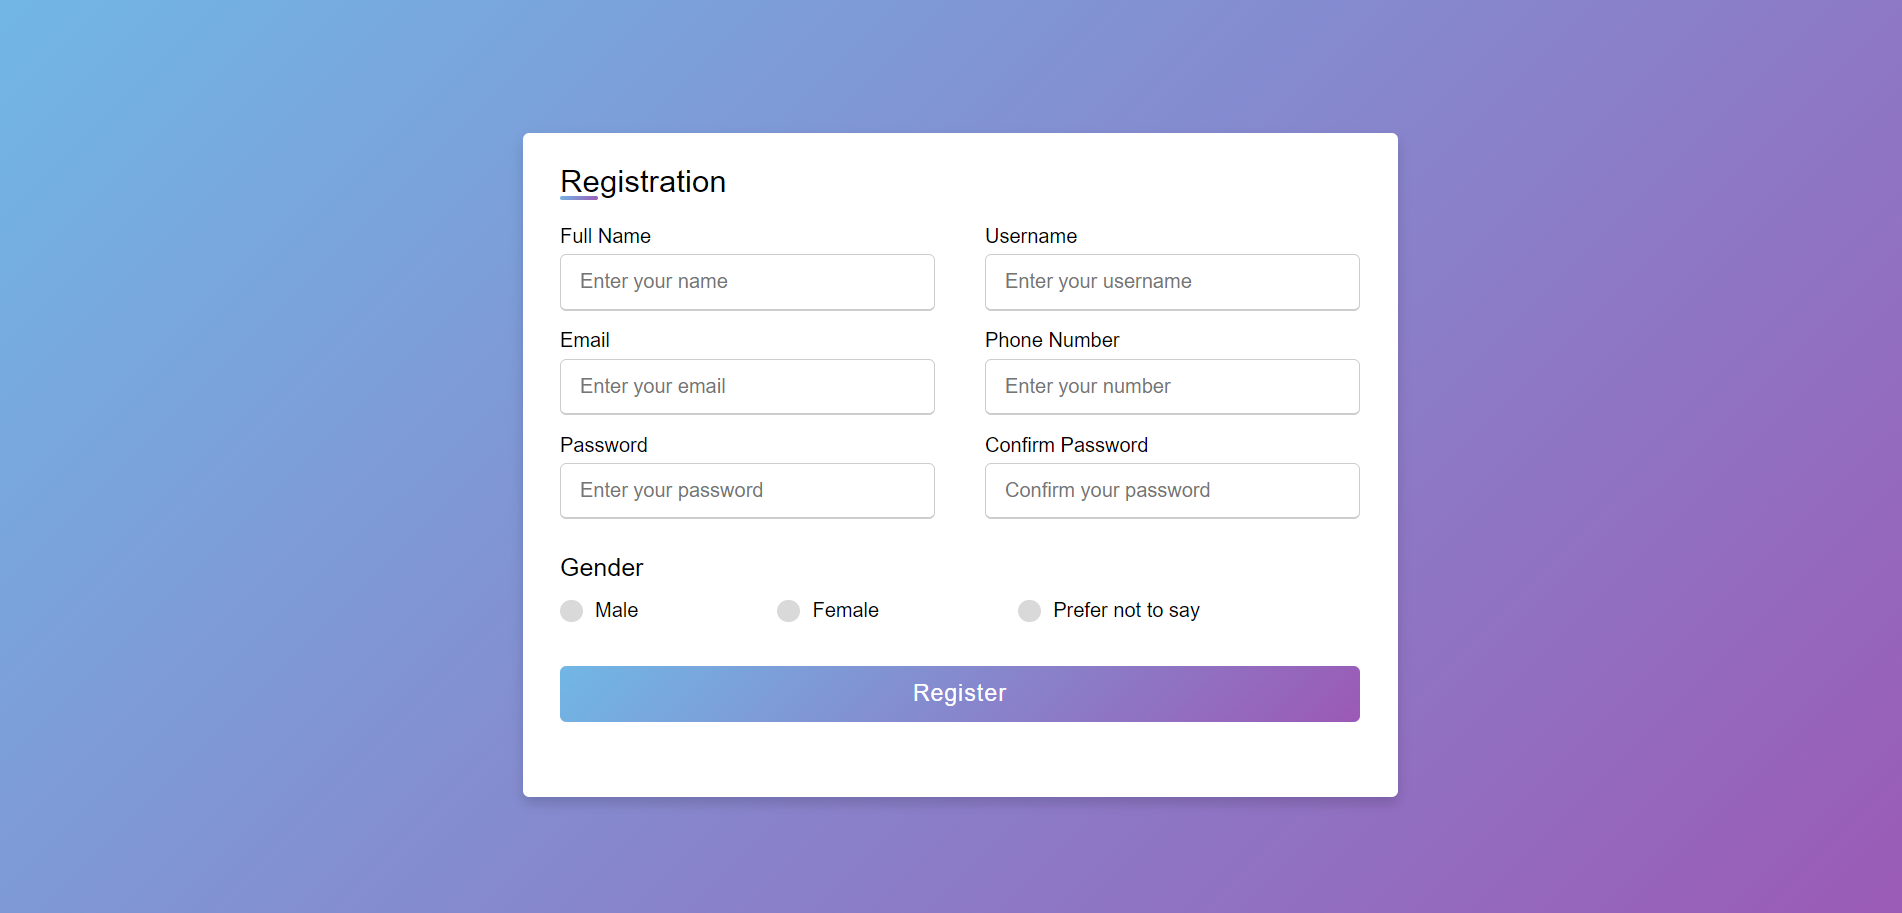 Registration
Full Name
Username
Enter your name
Enter your username
Email
Phone Number
Enter your email
Enter your number
Password
Confirm Password
Enter your password
Confirm your password
Gender
Male
Female
Prefer not to say
Register